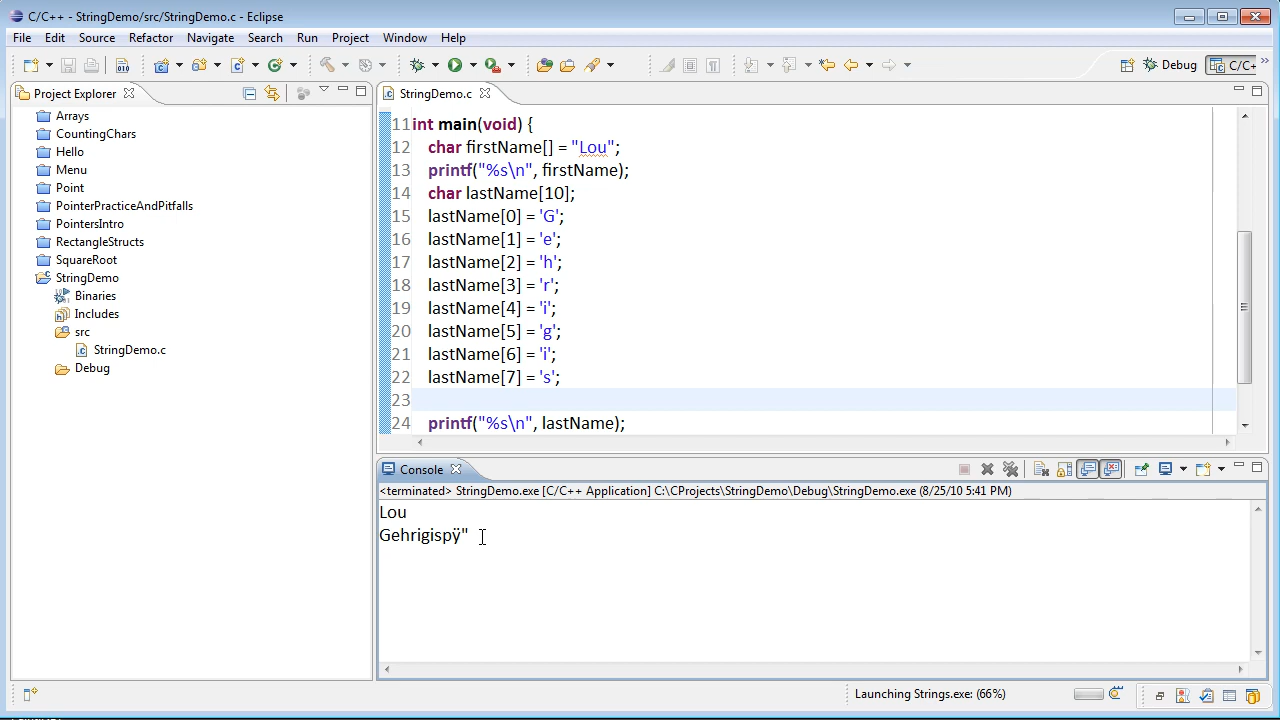 C/C++ - StringDemo/src/StringDemo.c - Eclipse
File Edit Source Refactor Navigate Search Run Project Window Help
Debug C/C+
Project Explorer
Arrays
CountingChars
Hello
Menu
Point
PointerPracticeAndPitfalls
PointersIntro
RectangleStructs
SquareRoot
StringDemo
Binaries
Includes
src
StringDemo.c
Debug
StringDemo.c
11 int main(void) {
12 char firstName[] = "Lou";
13 printf("%s\n", firstName);
14 char lastName[10];
15 lastName[0] = 'G';
16 lastName[1] = 'e';
17 lastName[2] = 'h';
18 lastName[3] = 'r';
19 lastName[4] = 'i';
20 lastName[5] = 'g';
21 lastName[6] = 'i';
22 lastName[7] = 's';
23
24 printf("%s\n", lastName);
Console
<terminated> StringDemo.exe [C/C++ Application] C:\CProjects\StringDemo\Debug\StringDemo.exe (8/25/10 5:41 PM)
Lou
Gehrigispÿ"
Launching Strings.exe: (66%)